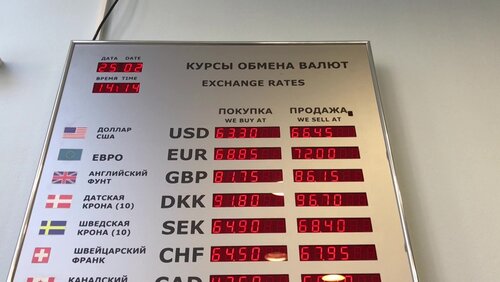 ДАТА DATE
25.02
ВРЕМЯ TIME
14:14
КУРСЫ ОБМЕНА ВАЛЮТ
EXCHANGE RATES
ПОКУПКА ПРОДАЖА
WE BUY AT WE SELL AT
ДОЛЛАР
США
USD 63.30 66.45
ЕВРО EUR 68.85 72.00
АНГЛИЙСКИЙ
ФУНТ
GBP 81.75 86.15
ДАТСКАЯ
КРОНА (10)
DKK 91.80 96.70
ШВЕДСКАЯ
КРОНА (10)
SEK 64.90 68.40
ШВЕЙЦАРСКИЙ
ФРАНК
CHF 64.50 67.95
КАНАДСКИЙ
CAD